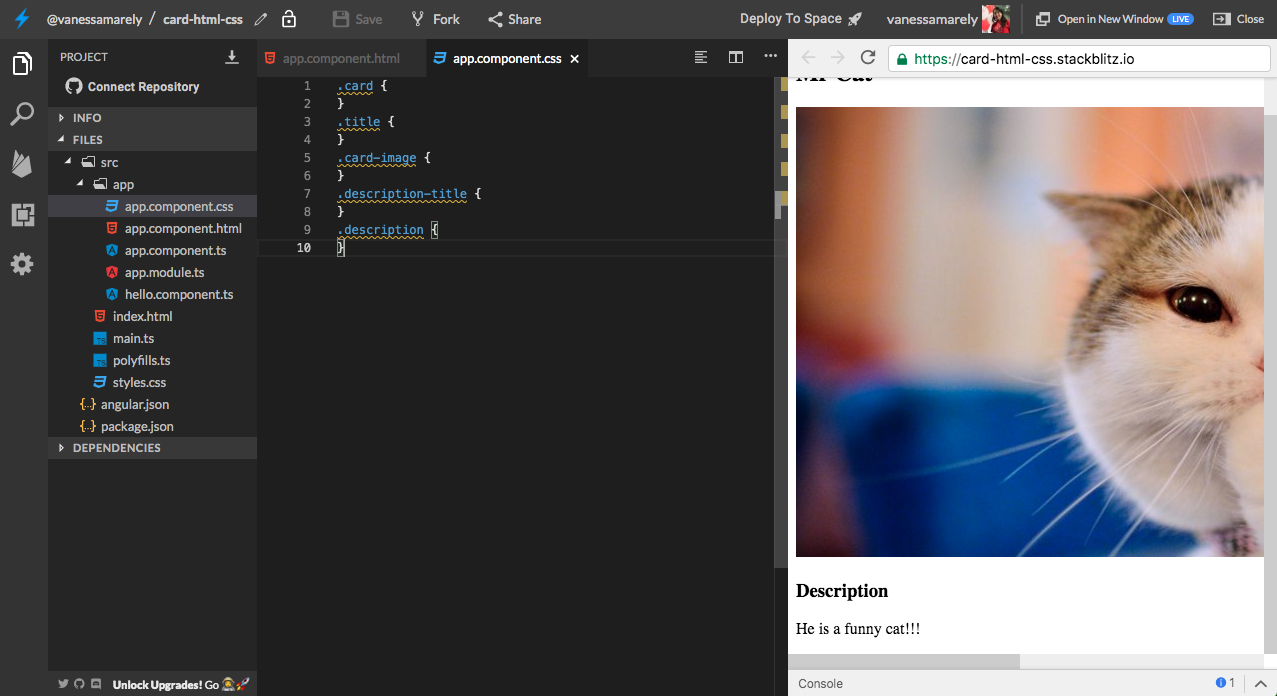 @vanessamarely / card-html-css
Save
Fork
Share
Deploy To Space
vanessamarely
Open in New Window LIVE
Close
PROJECT
Connect Repository
INFO
FILES
src
app
app.component.css
app.component.html
app.component.ts
app.module.ts
hello.component.ts
index.html
main.ts
polyfills.ts
styles.css
{..} angular.json
{..} package.json
DEPENDENCIES
Unlock Upgrades! Go
app.component.html
app.component.css ×
1 .card {
2 }
3 .title {
4 }
5 .card-image {
6 }
7 .description-title {
8 }
9 .description {
10 }
https://card-html-css.stackblitz.io
Mr Cat
Description
He is a funny cat!!!
Console
1